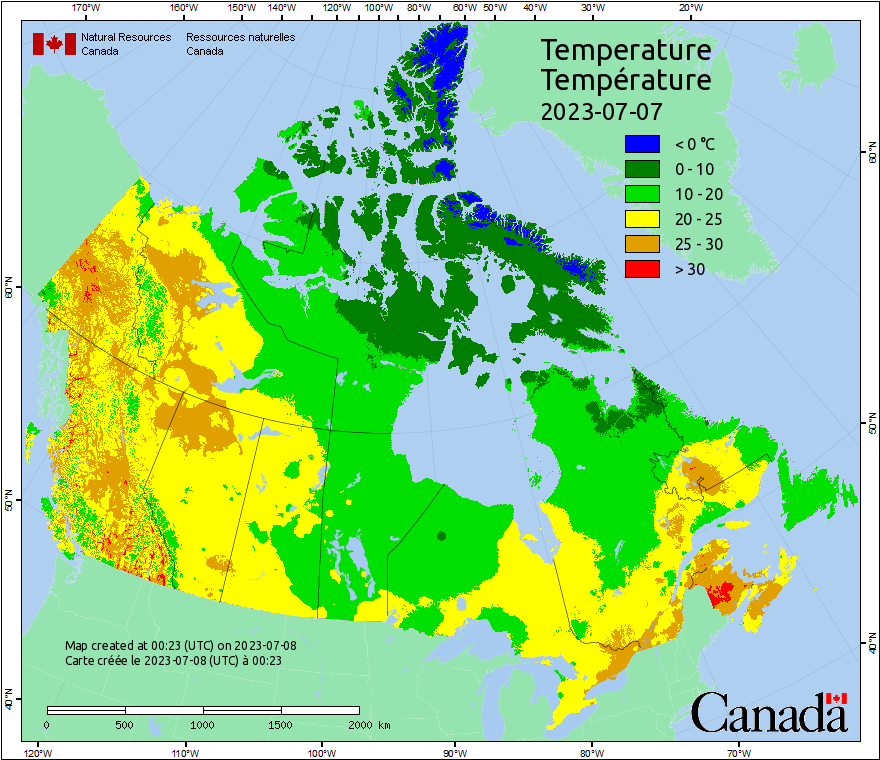 170°W 160°W 150°W 140°W 130°W 120°W 110°W 100°W 90°W 80°W 70°W 60°W 50°W 40°W 30°W 20°W
Natural Resources Ressources naturelles
Canada Canada
Temperature
Température
2023-07-07
< 0 °C
0 - 10
10 - 20
20 - 25
25 - 30
> 30
60°N
60°N
50°N
50°N
40°N
40°N
Map created at 00:23 (UTC) on 2023-07-08
Carte créée le 2023-07-08 (UTC) à 00:23
0 500 1000 1500 2000 km
Canada
120°W 110°W 100°W 90°W 80°W 70°W